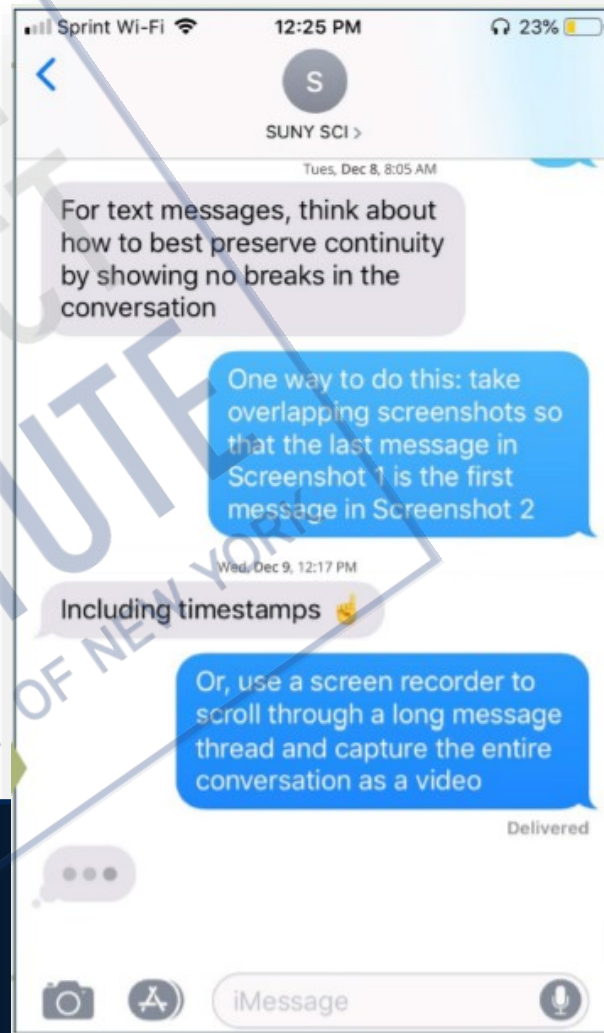 Sprint Wi-Fi 12:25 PM 23%
S
SUNY SCI >
Tues, Dec 8, 8:05 AM
For text messages, think about
how to best preserve continuity
by showing no breaks in the
conversation
One way to do this: take
overlapping screenshots so
that the last message in
Screenshot 1 is the first
message in Screenshot 2
Wed, Dec 9, 12:17 PM
Including timestamps ☝️
Or, use a screen recorder to
scroll through a long message
thread and capture the entire
conversation as a video
Delivered
iMessage
UTE
OF NEW YORK